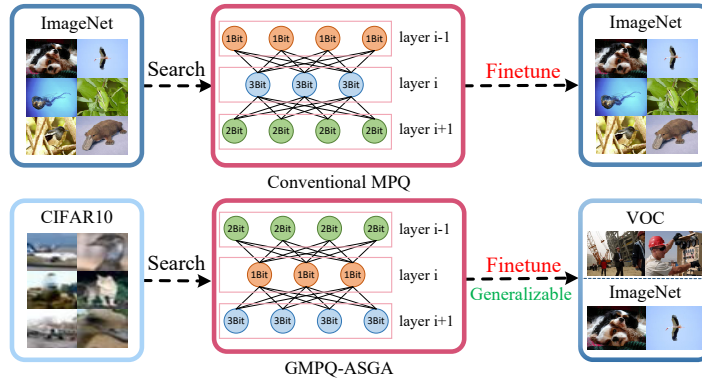 ImageNet
Search
1Bit 1Bit 1Bit 1Bit
layer i-1
3Bit 3Bit 3Bit
layer i
2Bit 2Bit 2Bit 2Bit
layer i+1
Conventional MPQ
Finetune
ImageNet
CIFAR10
Search
2Bit 2Bit 2Bit 2Bit
layer i-1
1Bit 1Bit 1Bit
layer i
3Bit 3Bit 3Bit 3Bit
layer i+1
GMPQ-ASGA
Finetune
Generalizable
VOC
ImageNet